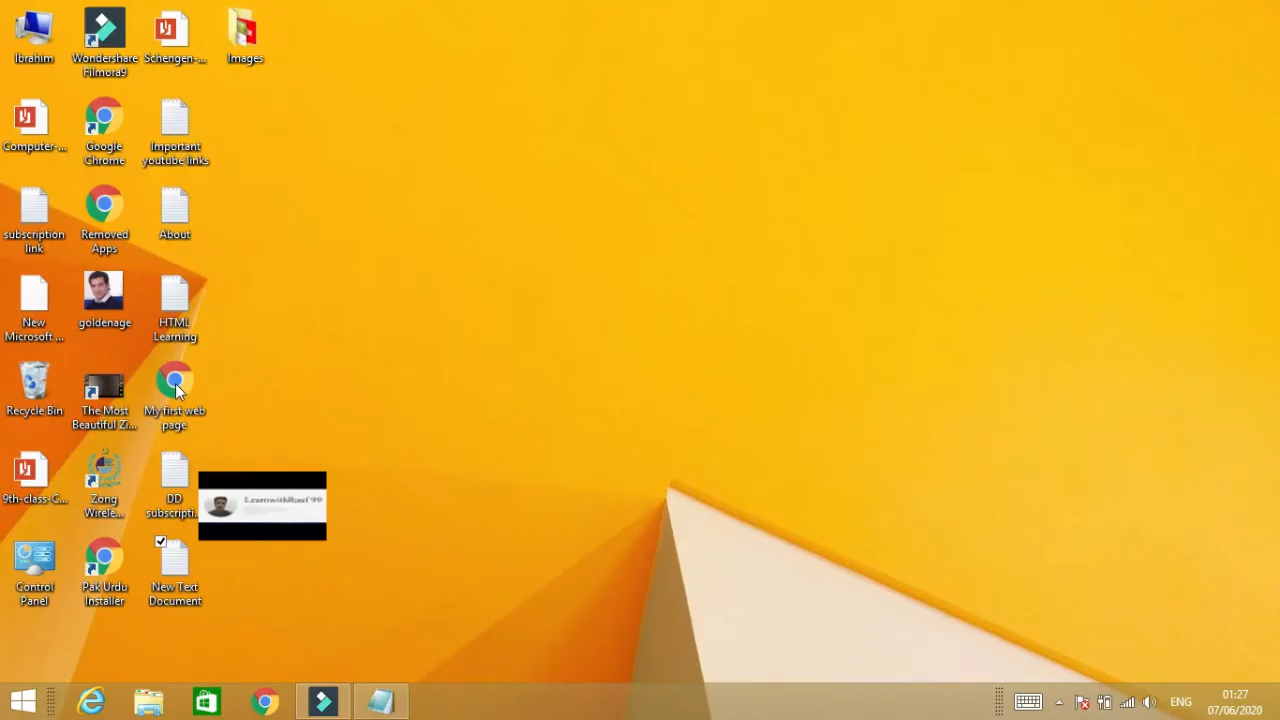 Ibrahim
Wondershare
Filmora9
Schengen-...
Images
Computer-...
Google
Chrome
Important
youtube links
subscription
link
Removed
Apps
About
New
Microsoft ...
goldenage
HTML
Learning
Recycle Bin
The Most
Beautiful Zi...
My first web
page
9th-class-C...
Zong
Wirele...
DD
subscripti...
LearnwithRauf 99
Control
Panel
Pak Urdu
Installer
New Text
Document
ENG
01:27
07/06/2020